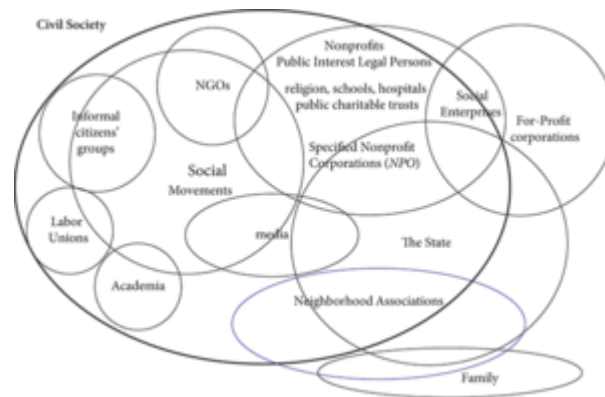 Civil Society
Nonprofits
Public Interest Legal Persons
NGOs
religion, schools, hospitals
public charitable trusts
Social
Enterprises
For-Profit
corporations
Informal
citizens'
groups
Specified Nonprofit
Corporations (NPO)
Social
Movements
Labor
Unions
media
The State
Academia
Neighborhood Associations
Family